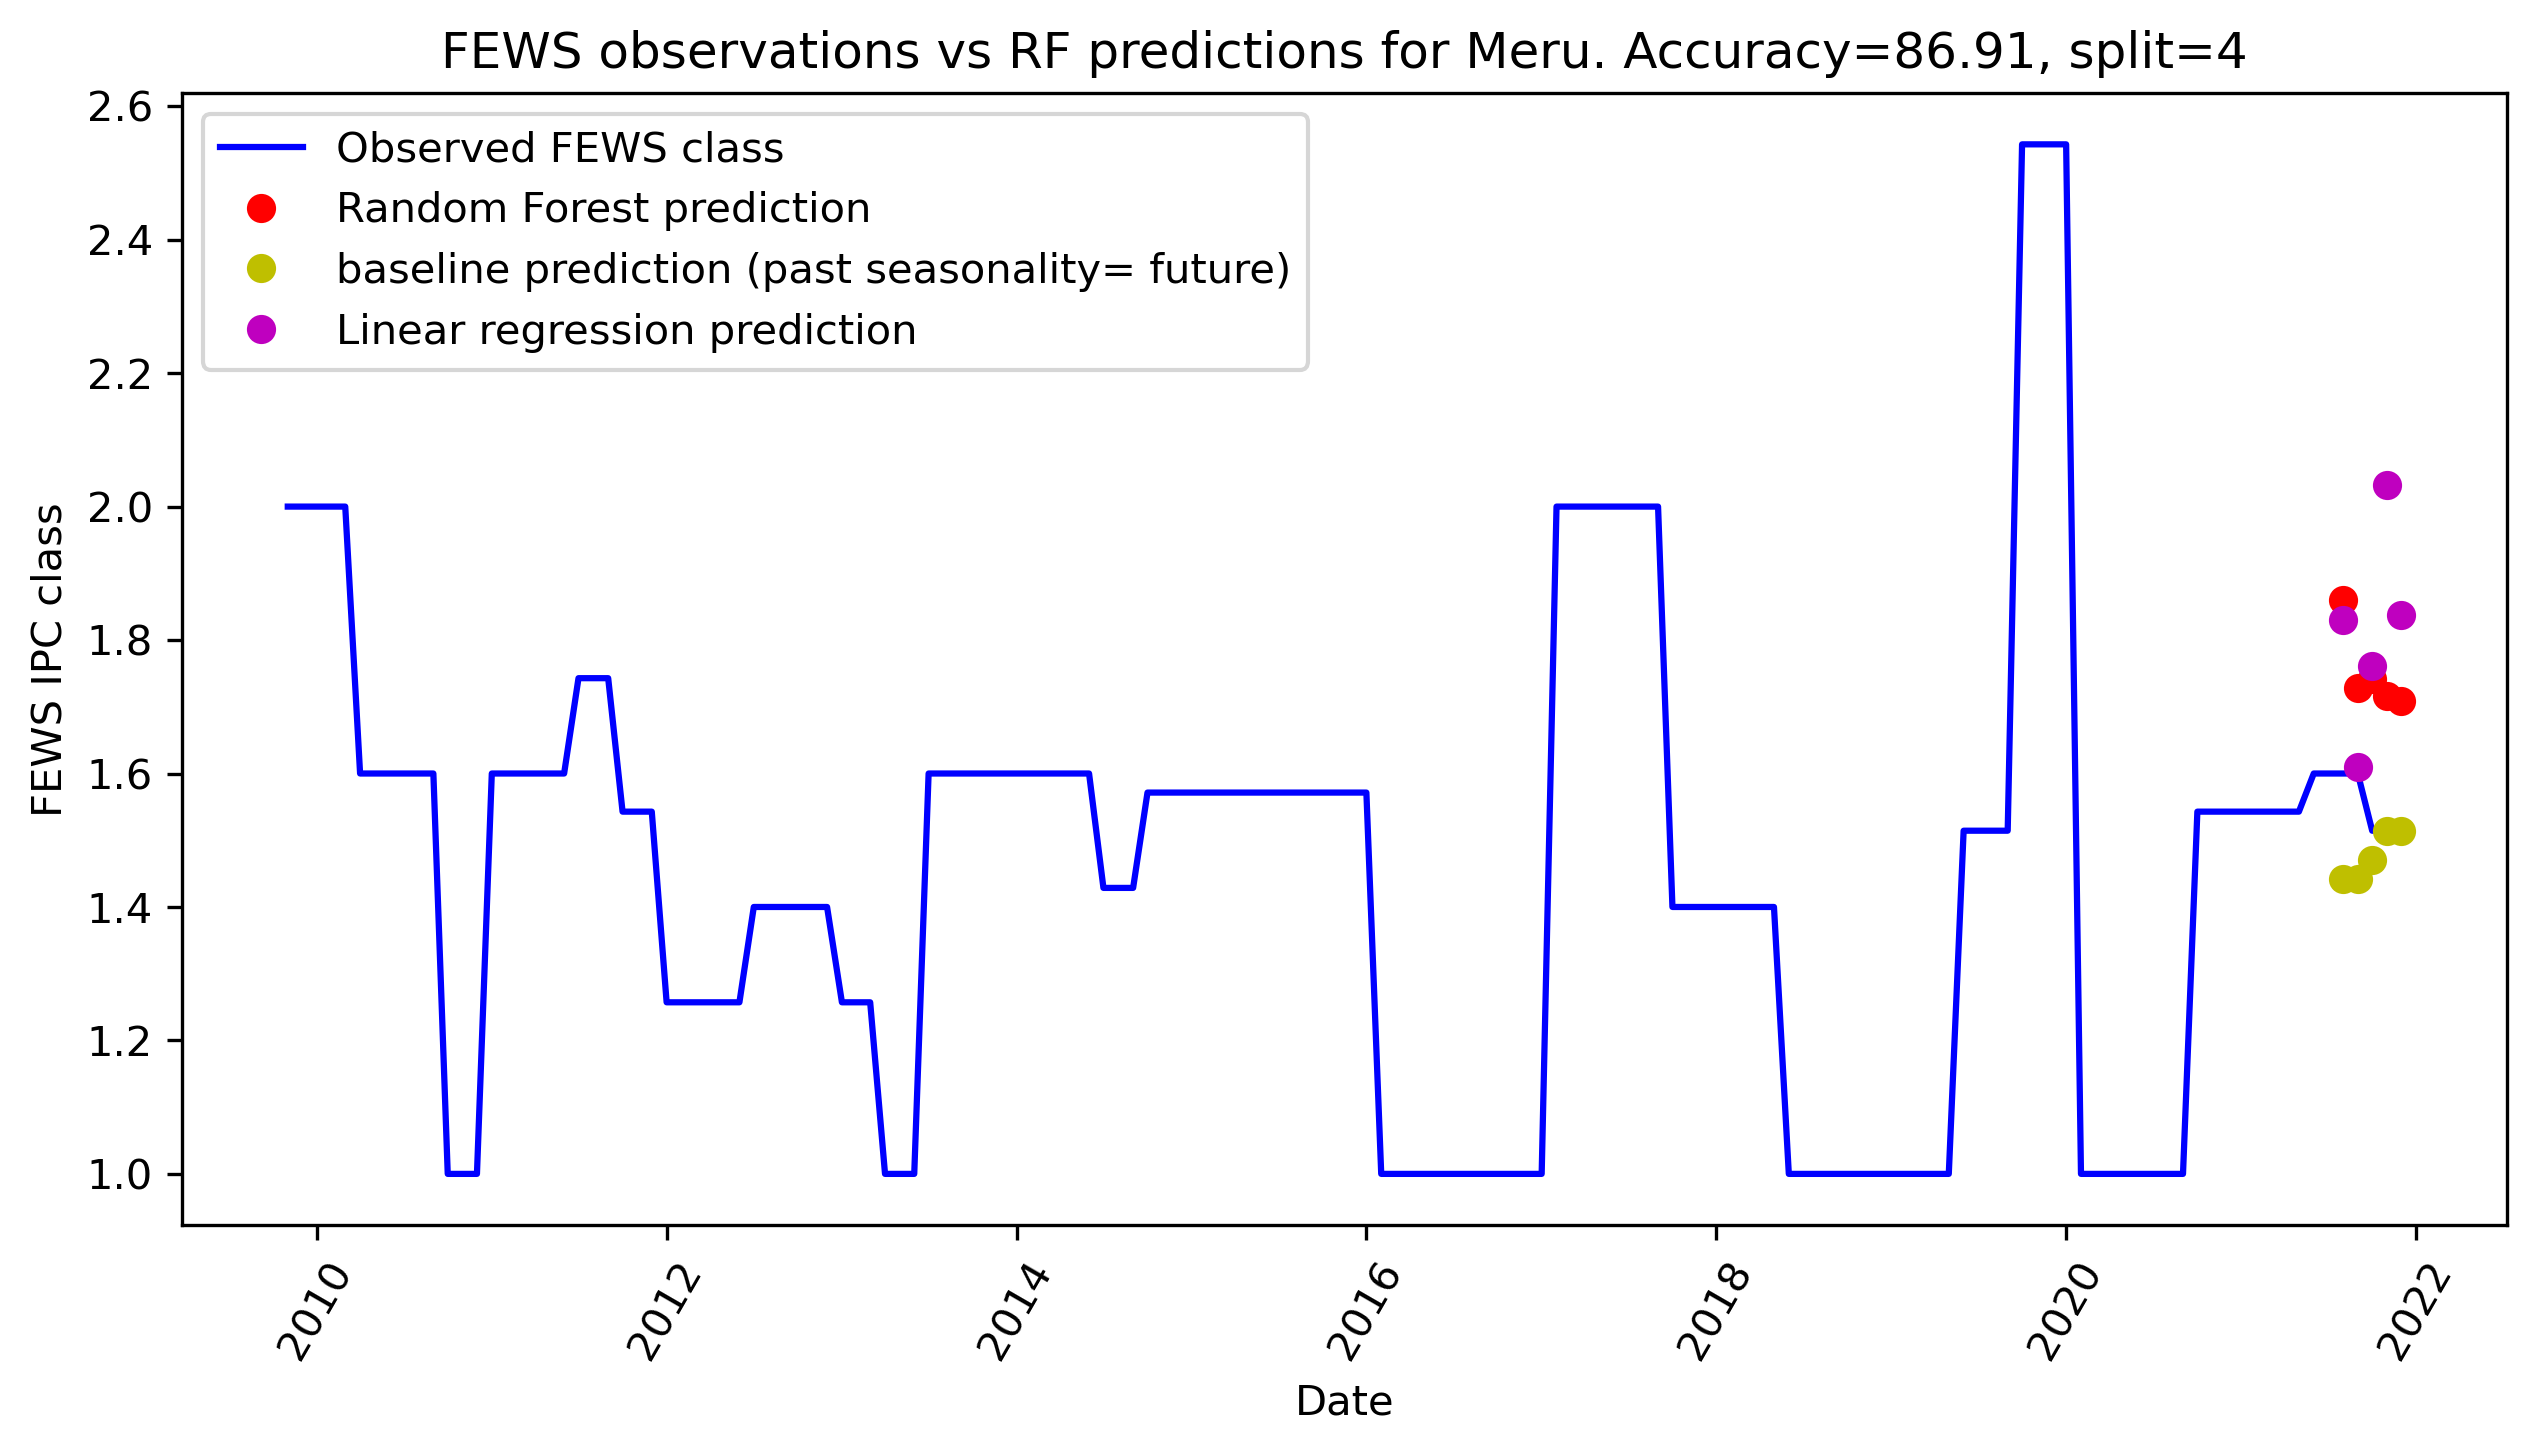 FEWS observations vs RF predictions for Meru. Accuracy=86.91, split=4
Observed FEWS class
Random Forest prediction
baseline prediction (past seasonality= future)
Linear regression prediction
FEWS IPC class
2.6
2.4
2.2
2.0
1.8
1.6
1.4
1.2
1.0
2010
2012
2014
2016
2018
2020
2022
Date